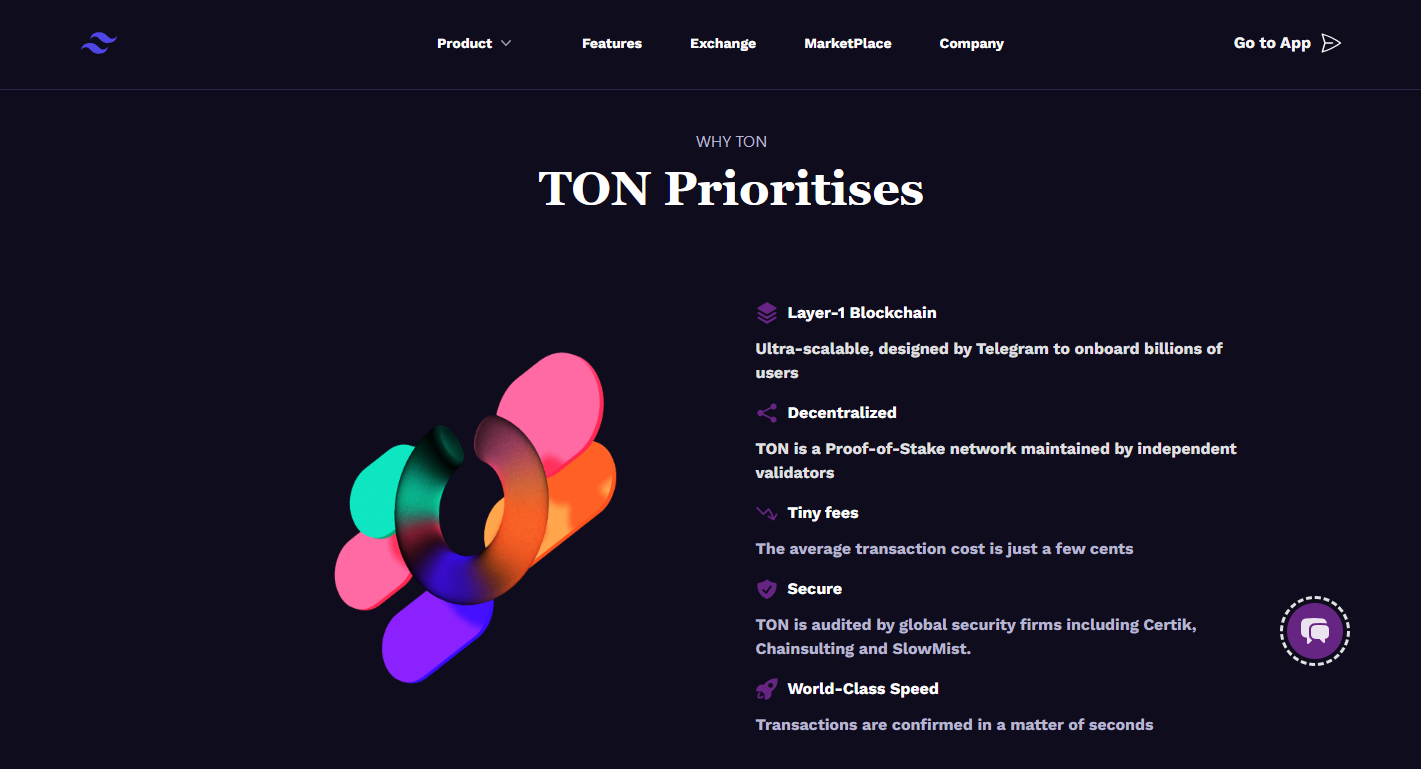 Product
Features
Exchange
MarketPlace
Company
Go to App
WHY TON
TON Prioritises
Layer-1 Blockchain
Ultra-scalable, designed by Telegram to onboard billions of
users
Decentralized
TON is a Proof-of-Stake network maintained by independent
validators
Tiny fees
The average transaction cost is just a few cents
Secure
TON is audited by global security firms including Certik,
Chainsulting and SlowMist.
World-Class Speed
Transactions are confirmed in a matter of seconds